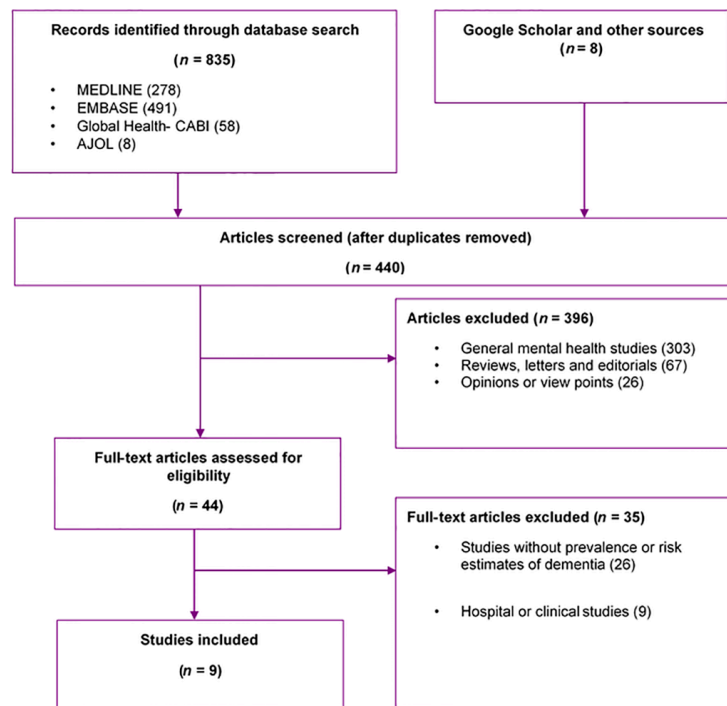 Records identified through database search
(n = 835)
• MEDLINE (278)
• EMBASE (491)
• Global Health- CABI (58)
• AJOL (8)
Google Scholar and other sources
(n = 8)
Articles screened (after duplicates removed)
(n = 440)
Articles excluded (n = 396)
• General mental health studies (303)
• Reviews, letters and editorials (67)
• Opinions or view points (26)
Full-text articles assessed for
eligibility
(n = 44)
Full-text articles excluded (n = 35)
• Studies without prevalence or risk
estimates of dementia (26)
• Hospital or clinical studies (9)
Studies included
(n = 9)